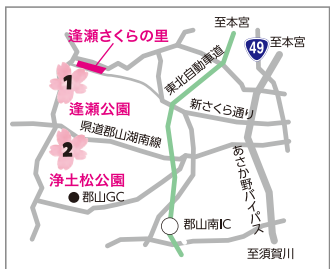 逢瀬さくらの里
至本宮
49
至本宮
東北自動車道
1
逢瀬公園
新さくら通り
県道郡山湖南線
2
浄土松公園
郡山GC
あさか野バイパス
郡山南IC
至須賀川